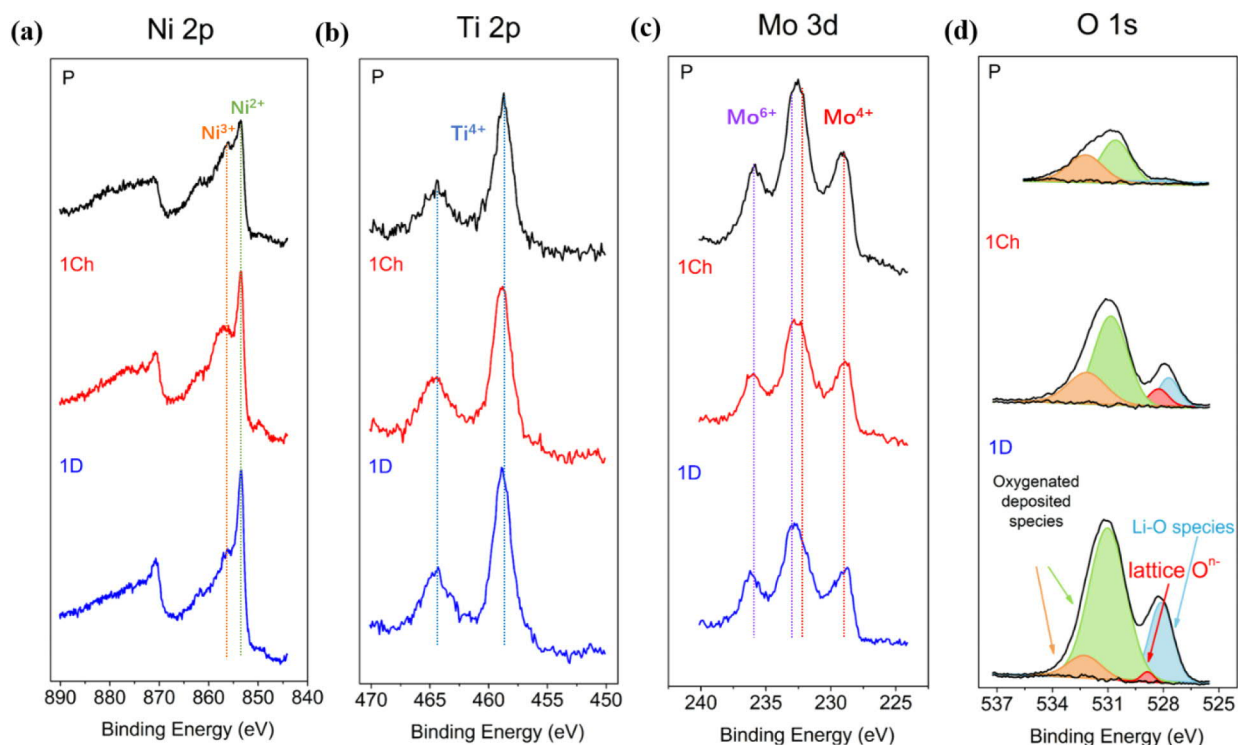 (a) Ni 2p
P
Ni³⁺
Ni²⁺
1Ch
1D
890 880 870 860 850 840
Binding Energy (eV)
(b) Ti 2p
P
Ti⁴⁺
1Ch
1D
470 465 460 455 450
Binding Energy (eV)
(c) Mo 3d
P
Mo⁶⁺ Mo⁴⁺
1Ch
1D
240 235 230 225
Binding Energy (eV)
(d) O 1s
P
1Ch
1D
Oxygenated
deposited
species
Li-O species
lattice Oⁿ⁻
537 534 531 528 525
Binding Energy (eV)